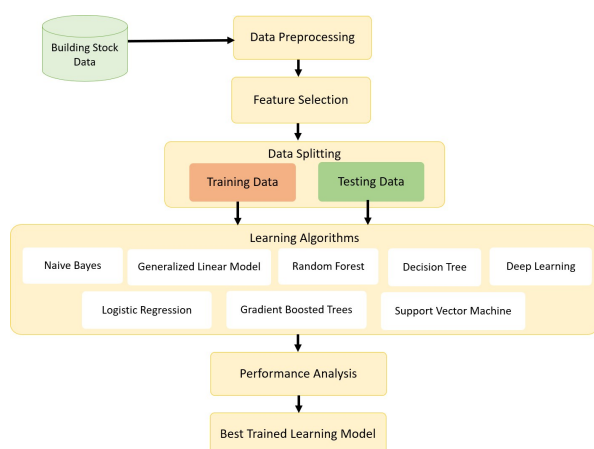 Building Stock
Data
Data Preprocessing
Feature Selection
Data Splitting
Training Data
Testing Data
Learning Algorithms
Naive Bayes
Generalized Linear Model
Random Forest
Decision Tree
Deep Learning
Logistic Regression
Gradient Boosted Trees
Support Vector Machine
Performance Analysis
Best Trained Learning Model